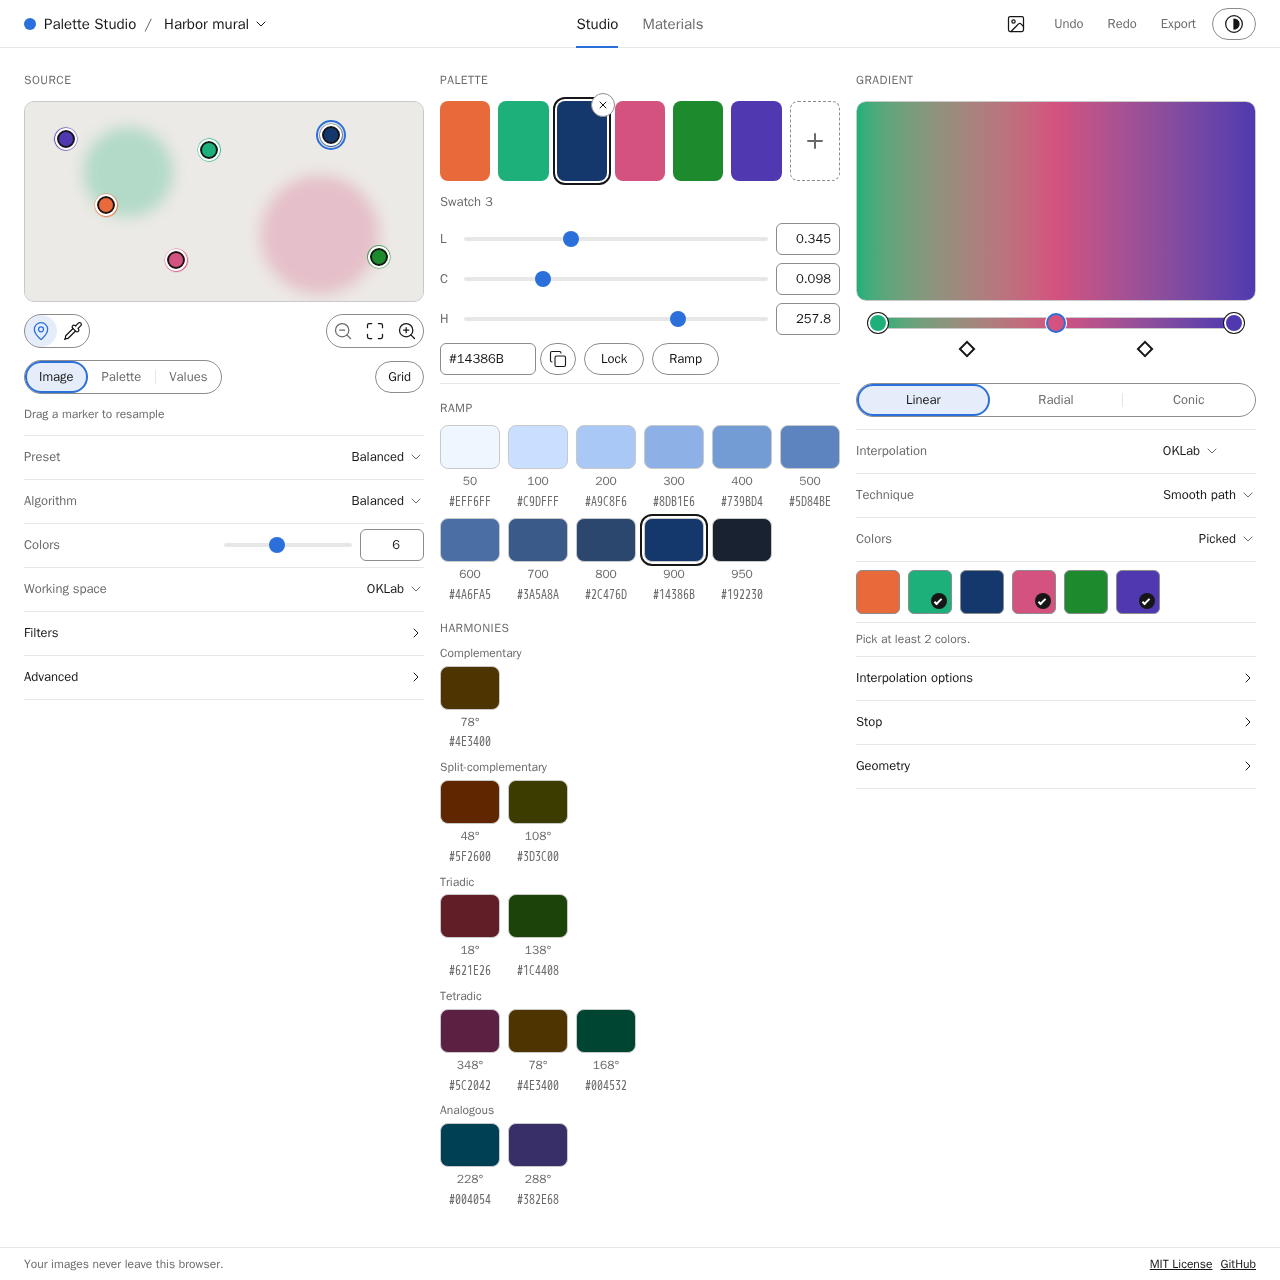 Palette Studio / Harbor mural
Studio Materials
Undo Redo Export
SOURCE
Image Palette Values Grid
Drag a marker to resample
Preset Balanced
Algorithm Balanced
Colors 6
Working space OKLab
Filters
Advanced
PALETTE
Swatch 3
L 0.345
C 0.098
H 257.8
#14386B Lock Ramp
RAMP
50 100 200 300 400 500
#EFF6FF #C9DFFF #A9C8F6 #8DB1E6 #739BD4 #5D84BE
600 700 800 900 950
#4A6FA5 #3A5A8A #2C476D #14386B #192230
HARMONIES
Complementary
78°
#4E3400
Split-complementary
48° 108°
#5F2600 #3D3C00
Triadic
18° 138°
#621E26 #1C4408
Tetradic
348° 78° 168°
#5C2042 #4E3400 #004532
Analogous
228° 288°
#004054 #382E68
GRADIENT
Linear Radial Conic
Interpolation OKLab
Technique Smooth path
Colors Picked
Pick at least 2 colors.
Interpolation options
Stop
Geometry
Your images never leave this browser.
MIT License GitHub